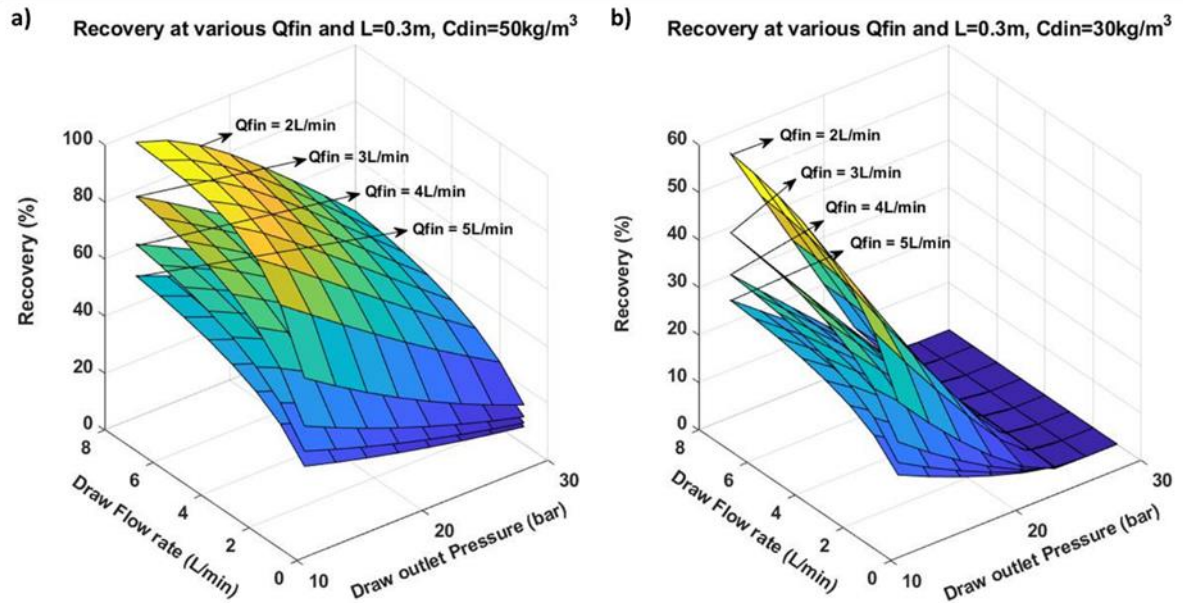 a)
Recovery at various Qfin and L=0.3m, Cdin=50kg/m³
Qfin = 2L/min
Qfin = 3L/min
Qfin = 4L/min
Qfin = 5L/min
100
80
60
40
20
0
Recovery (%)
8
6
4
2
0
Draw Flow rate (L/min)
10
20
30
Draw outlet Pressure (bar)
b)
Recovery at various Qfin and L=0.3m, Cdin=30kg/m³
Qfin = 2L/min
Qfin = 3L/min
Qfin = 4L/min
Qfin = 5L/min
60
50
40
30
20
10
0
Recovery (%)
8
6
4
2
0
Draw Flow rate (L/min)
10
20
30
Draw outlet Pressure (bar)